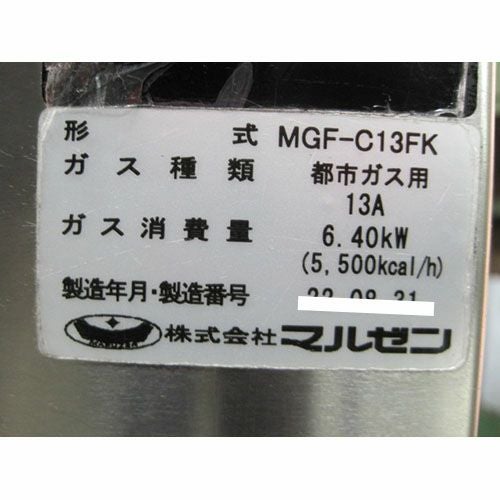 形　式 MGF-C13FK
ガス種類 都市ガス用
13A
ガス消費量 6.40kW
(5,500kcal/h)
製造年月・製造番号
MARUZEN 株式会社 マルゼン